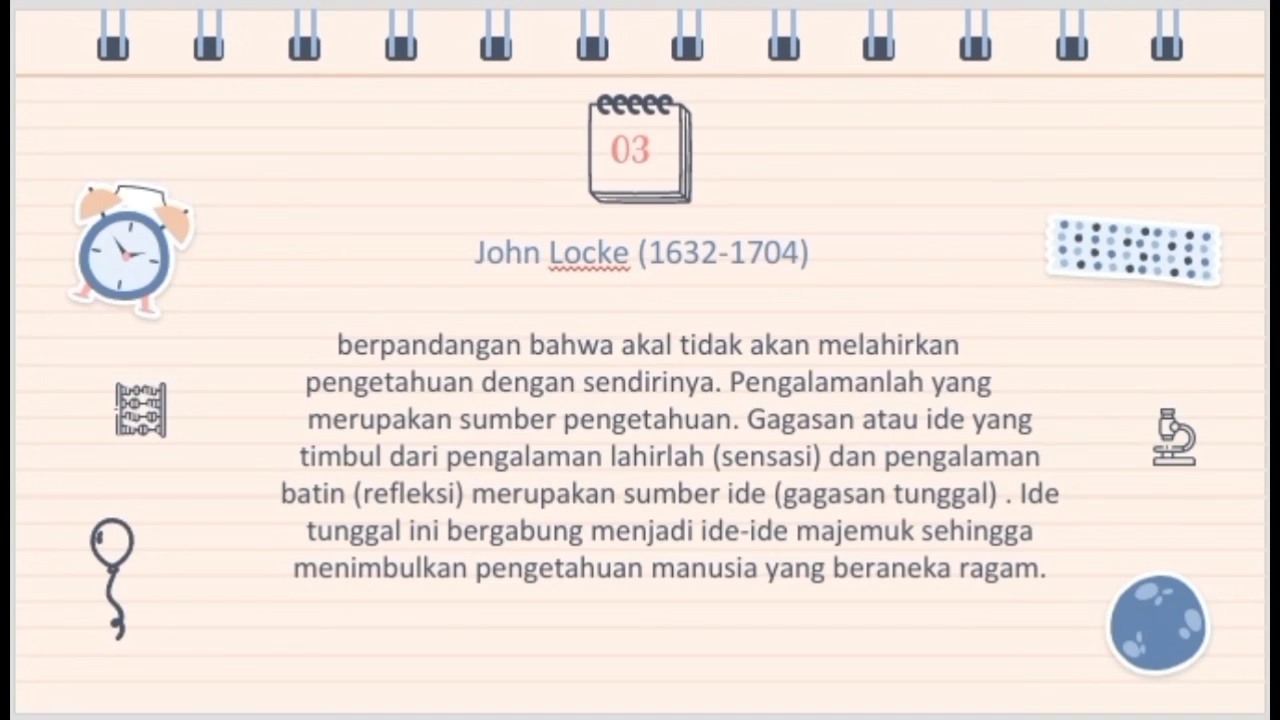 03
John Locke (1632-1704)
berpandangan bahwa akal tidak akan melahirkan
pengetahuan dengan sendirinya. Pengalamanlah yang
merupakan sumber pengetahuan. Gagasan atau ide yang
timbul dari pengalaman lahirlah (sensasi) dan pengalaman
batin (refleksi) merupakan sumber ide (gagasan tunggal) . Ide
tunggal ini bergabung menjadi ide-ide majemuk sehingga
menimbulkan pengetahuan manusia yang beraneka ragam.